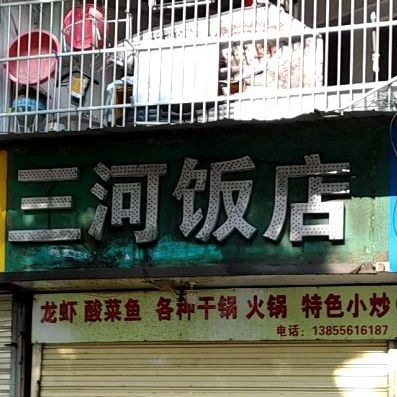 三河饭店
龙虾 酸菜鱼 各种干锅 火锅 特色小炒
电话：13855616187